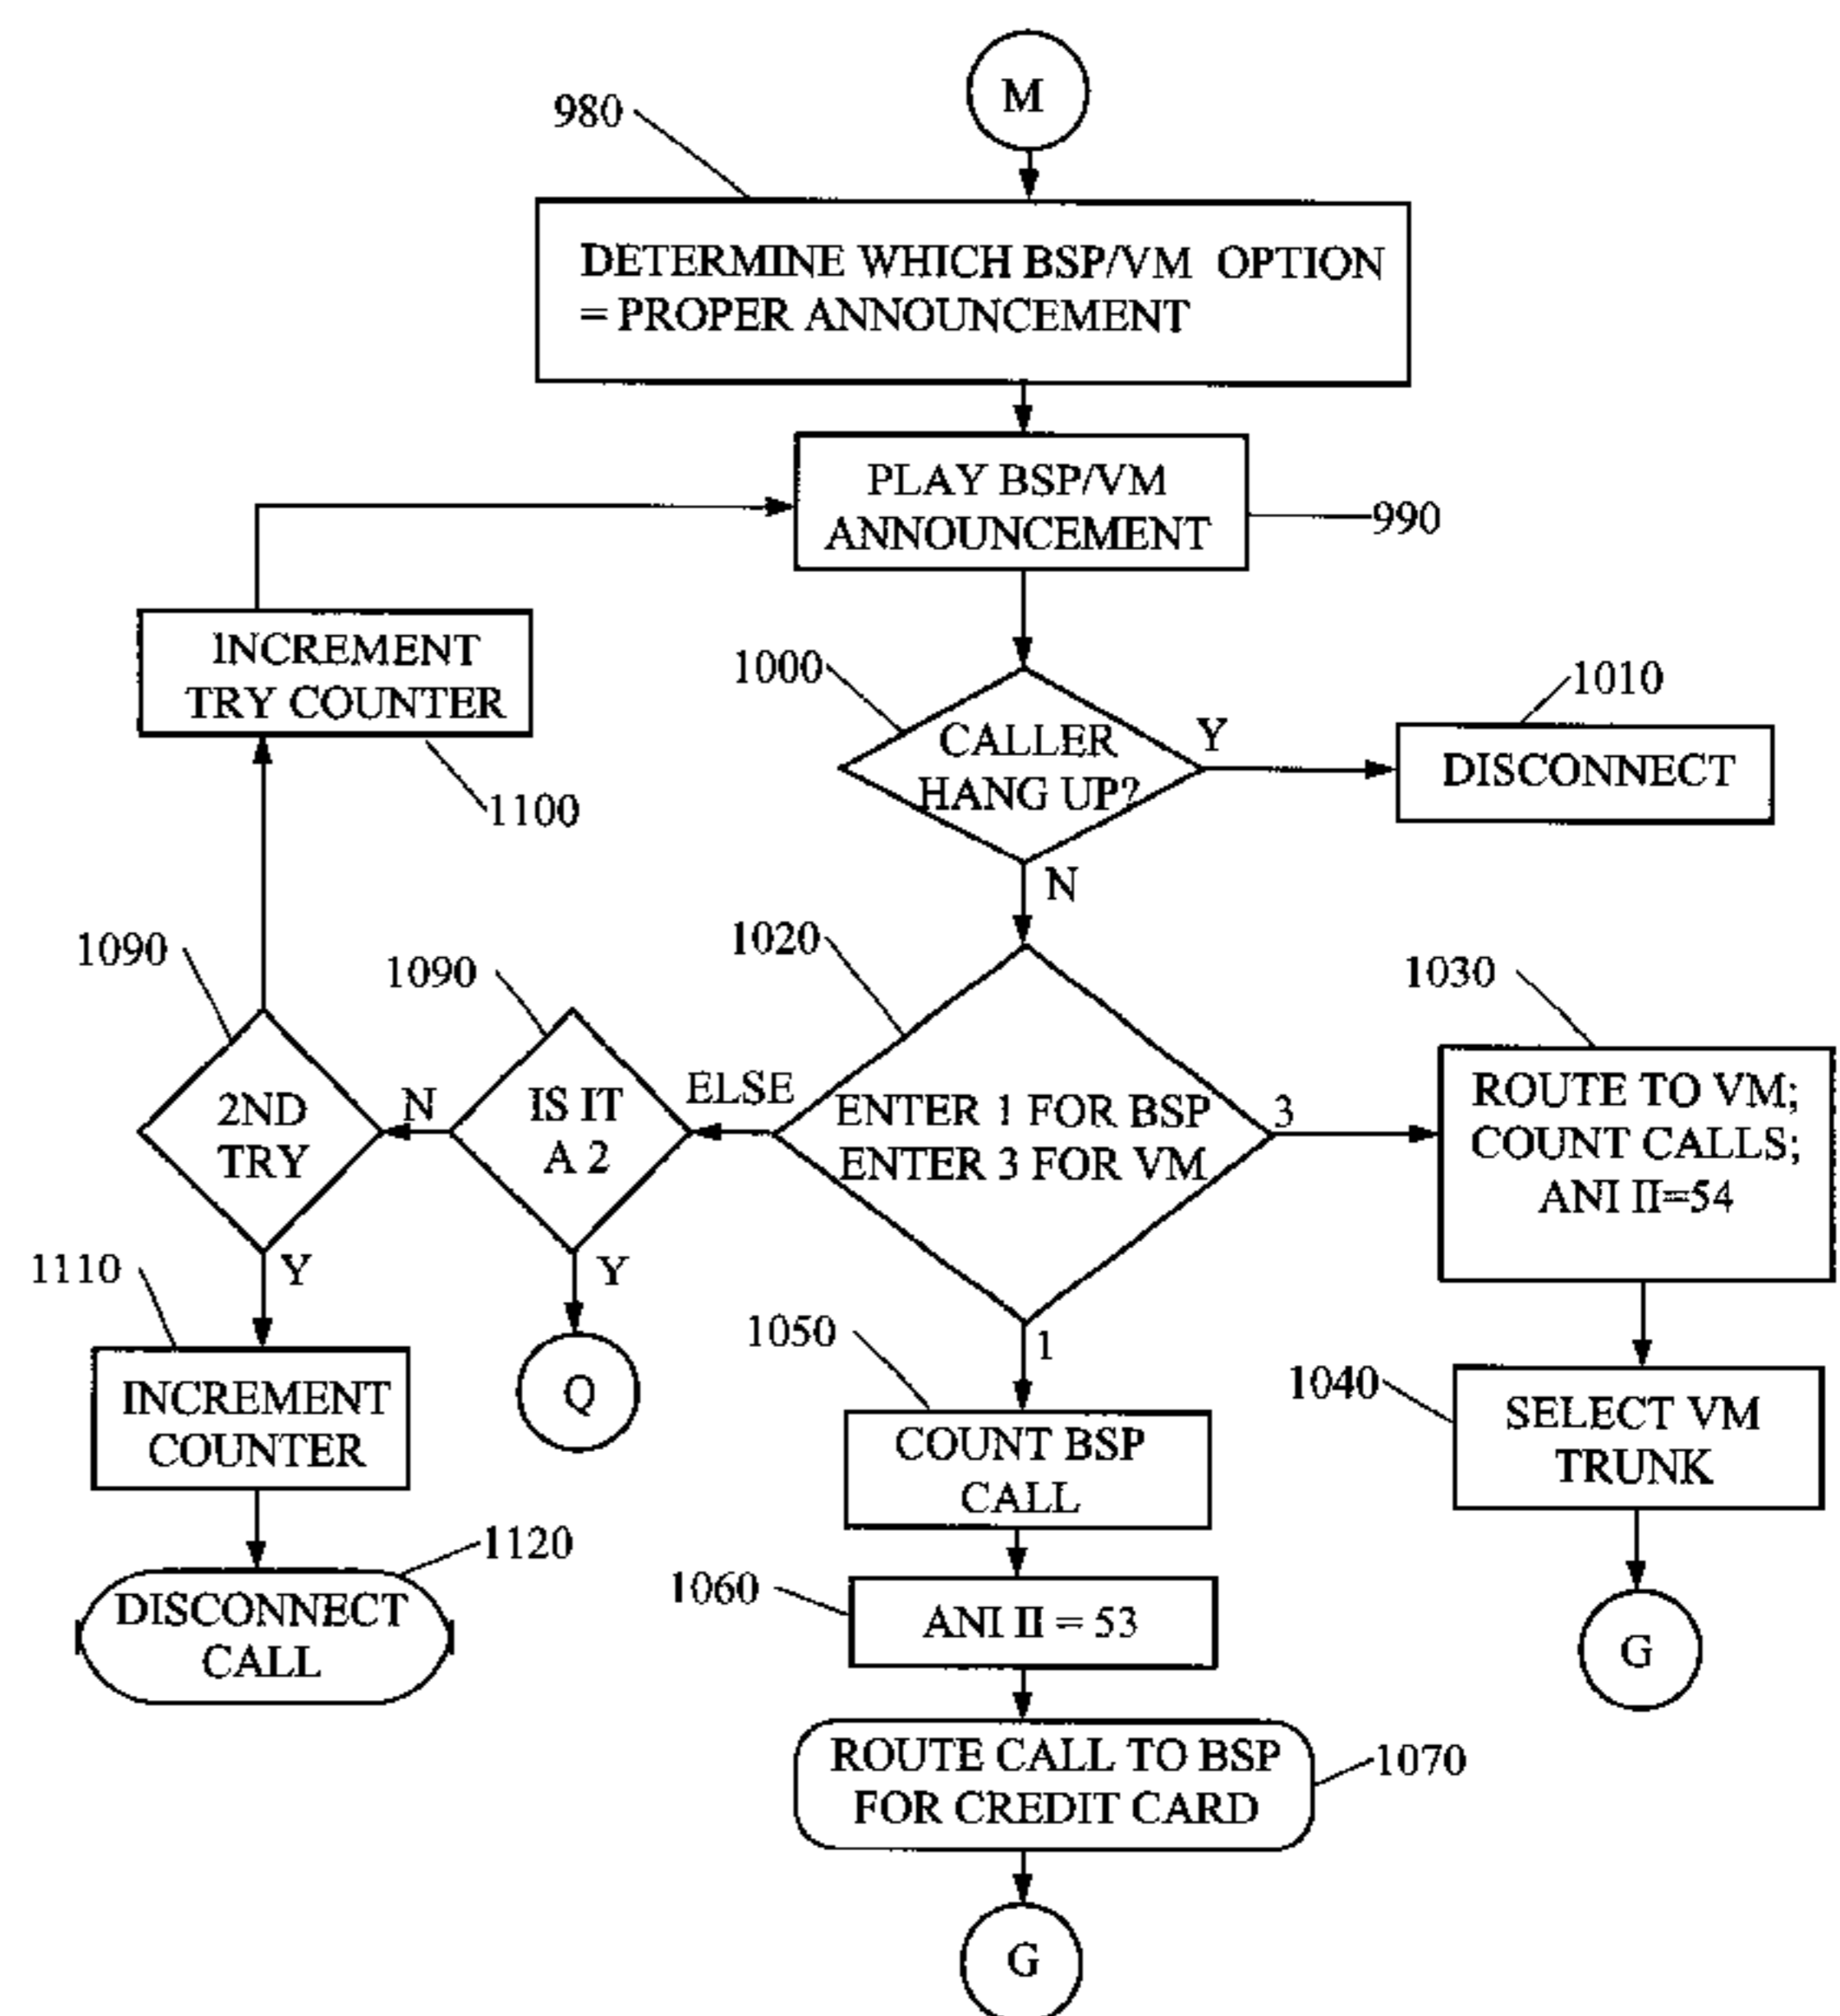 M
980
DETERMINE WHICH BSP/VM OPTION
= PROPER ANNOUNCEMENT
PLAY BSP/VM
ANNOUNCEMENT
990
INCREMENT
TRY COUNTER
1100
1000
CALLER
HANG UP?
Y
1010
DISCONNECT
N
1090
2ND
TRY
N
1090
IS IT
A 2
ELSE
1020
ENTER 1 FOR BSP
ENTER 3 FOR VM
3
1030
ROUTE TO VM;
COUNT CALLS;
ANI II=54
1110
Y
INCREMENT
COUNTER
Y
Q
1
1050
COUNT BSP
CALL
1040
SELECT VM
TRUNK
1120
DISCONNECT
CALL
1060
ANI II = 53
G
ROUTE CALL TO BSP
FOR CREDIT CARD
1070
G